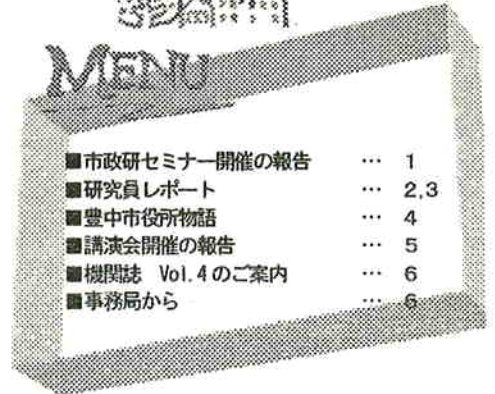 MENU
■市政研セミナー開催の報告 … 1
■研究員レポート … 2,3
■豊中市役所物語 … 4
■講演会開催の報告 … 5
■機関誌 Vol.4のご案内 … 6
■事務局から … 6